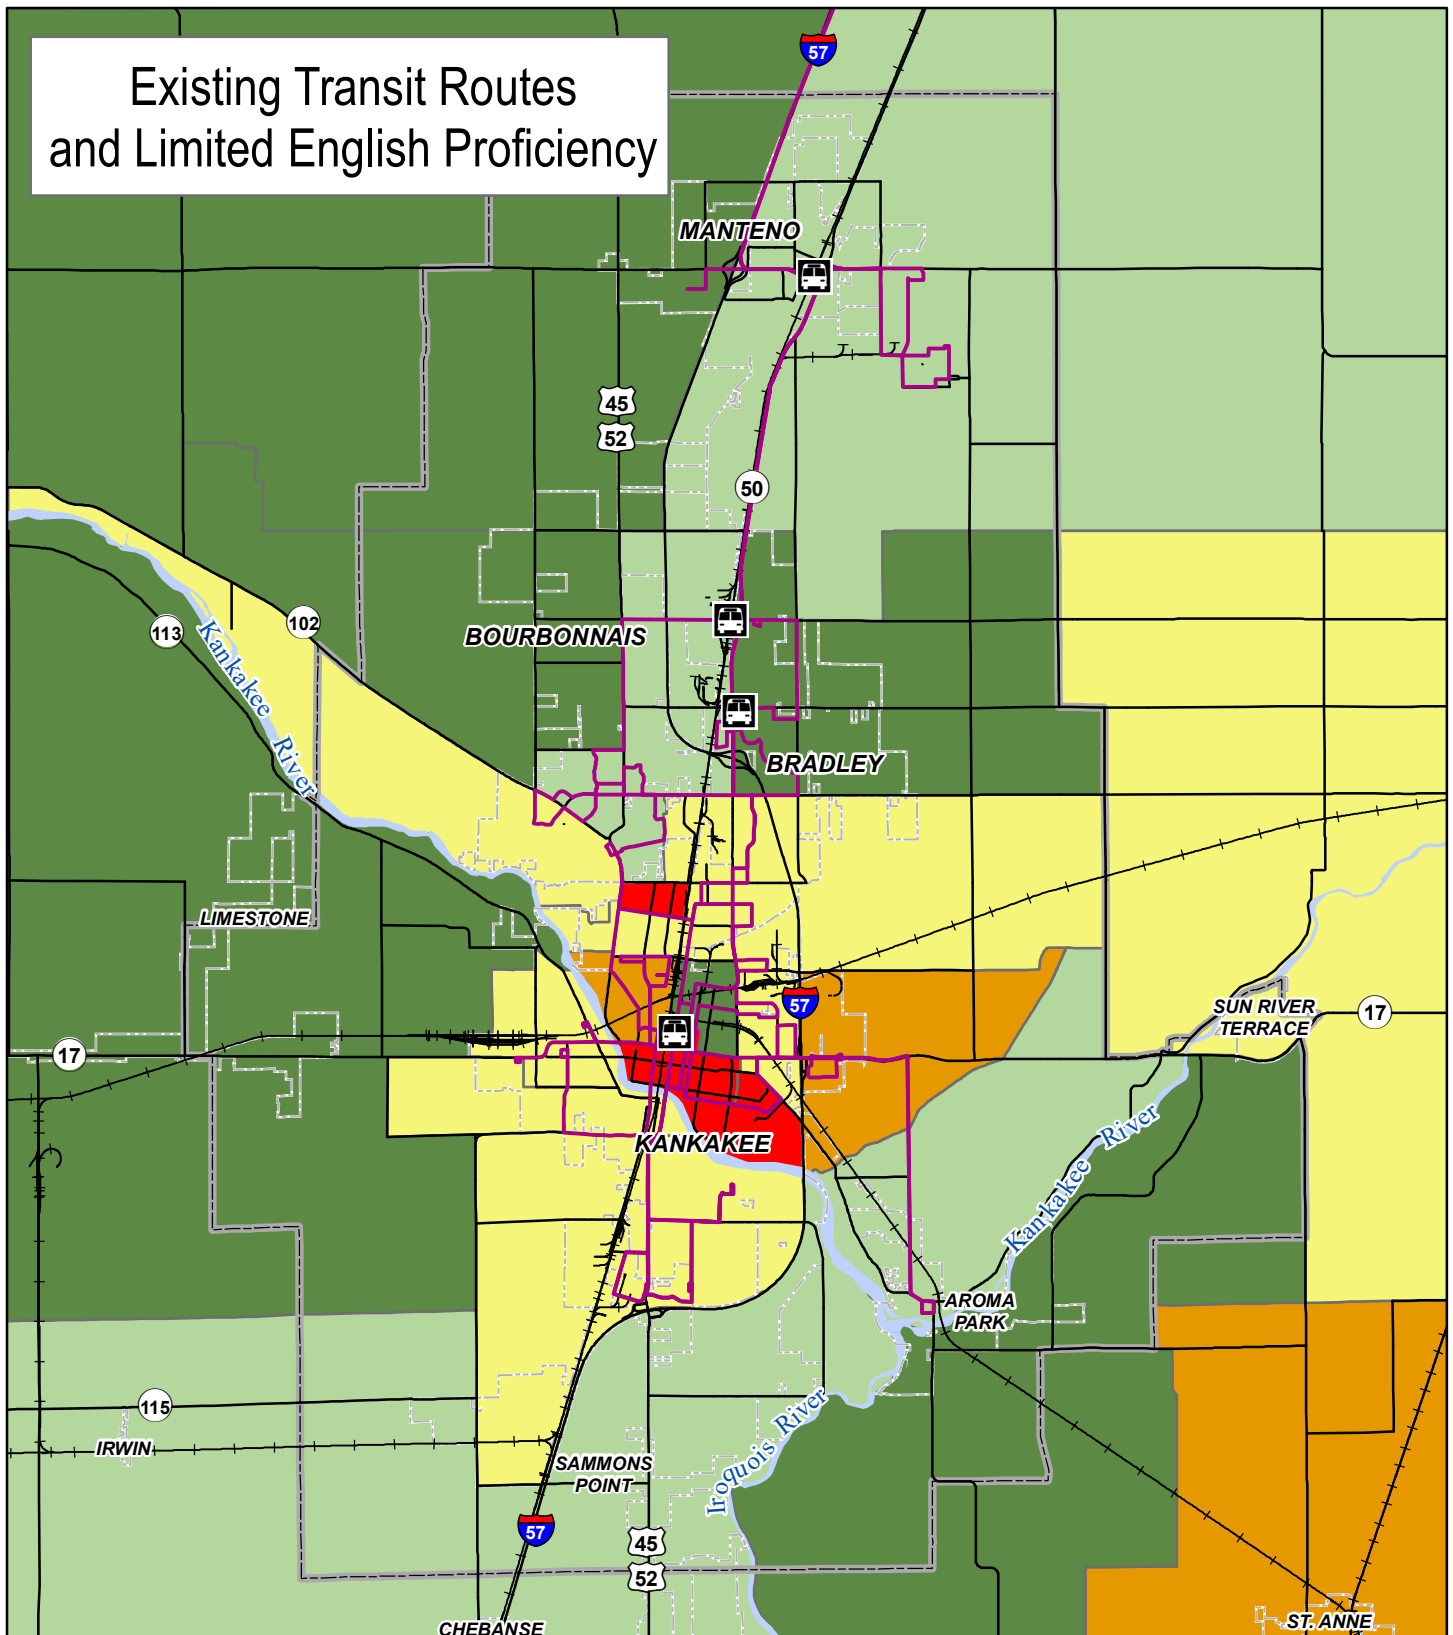 Existing Transit Routes
and Limited English Proficiency
57
MANTENO
45
52
50
113
102
BOURBONNAIS
Kankakee
River
BRADLEY
LIMESTONE
57
SUN RIVER
TERRACE
17
17
KANKAKEE
Kankakee River
AROMA
PARK
115
IRWIN
Iroquois River
SAMMONS
POINT
57
45
52
CHEBANSE
ST. ANNE